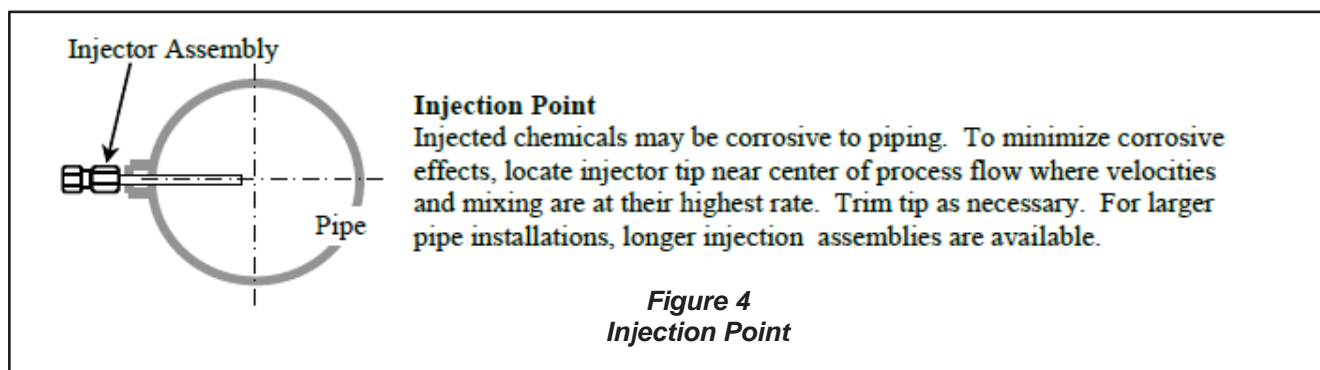 Injector Assembly
Pipe
Injection Point
Injected chemicals may be corrosive to piping. To minimize corrosive
effects, locate injector tip near center of process flow where velocities
and mixing are at their highest rate. Trim tip as necessary. For larger
pipe installations, longer injection assemblies are available.
Figure 4
Injection Point